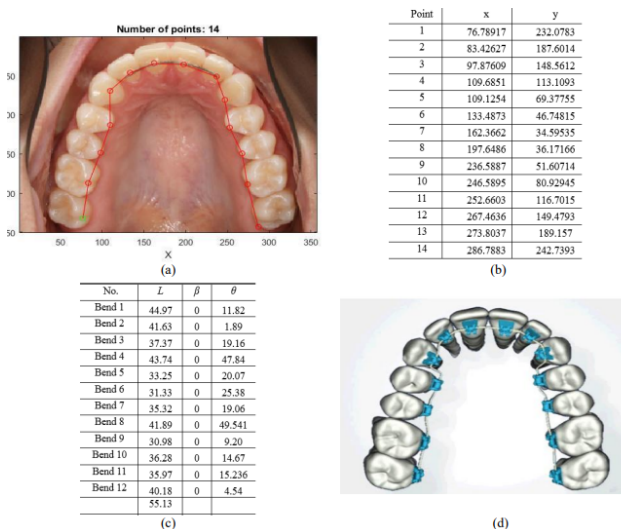 Number of points: 14
50
00
50
00
50
50 100 150 200 250 300 350
X
(a)
Point x y
1 76.78917 232.0783
2 83.42627 187.6014
3 97.87609 148.5612
4 109.6851 113.1093
5 109.1254 69.37755
6 133.4873 46.74815
7 162.3662 34.59535
8 197.6486 36.17166
9 236.5887 51.60714
10 246.5895 80.92945
11 252.6603 116.7015
12 267.4636 149.4793
13 273.8037 189.157
14 286.7883 242.7393
(b)
No. L β θ
Bend 1 44.97 0 11.82
Bend 2 41.63 0 1.89
Bend 3 37.37 0 19.16
Bend 4 43.74 0 47.84
Bend 5 33.25 0 20.07
Bend 6 31.33 0 25.38
Bend 7 35.32 0 19.06
Bend 8 41.89 0 49.541
Bend 9 30.98 0 9.20
Bend 10 36.28 0 14.67
Bend 11 35.97 0 15.236
Bend 12 40.18 0 4.54
55.13
(c)
(d)